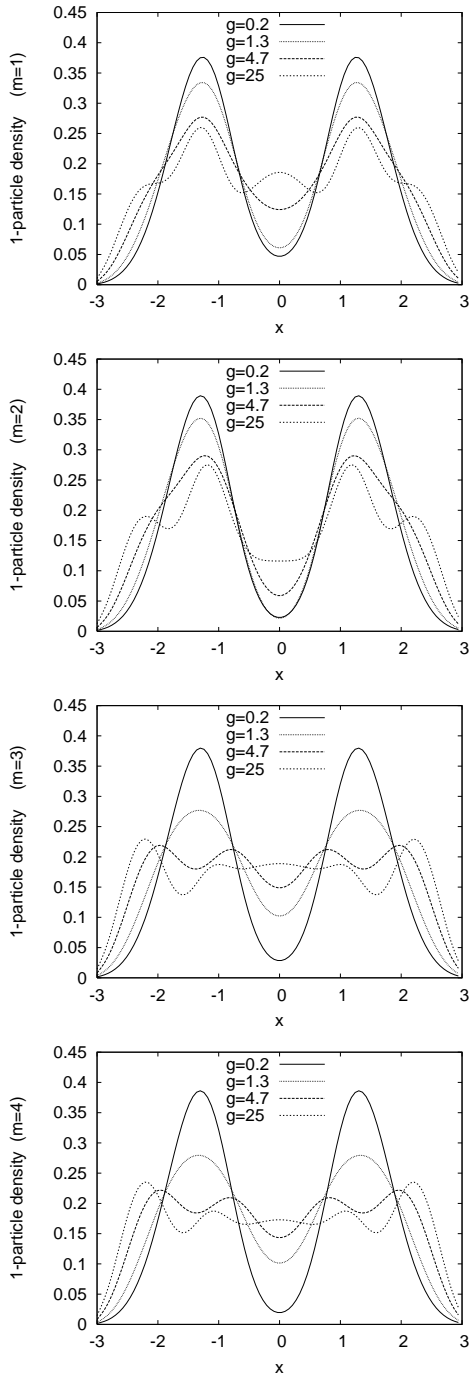 1-particle density (m=1)
0.45
0.4
0.35
0.3
0.25
0.2
0.15
0.1
0.05
0
g=0.2
g=1.3
g=4.7
g=25
-3 -2 -1 0 1 2 3
x
1-particle density (m=2)
0.45
0.4
0.35
0.3
0.25
0.2
0.15
0.1
0.05
0
g=0.2
g=1.3
g=4.7
g=25
-3 -2 -1 0 1 2 3
x
1-particle density (m=3)
0.45
0.4
0.35
0.3
0.25
0.2
0.15
0.1
0.05
0
g=0.2
g=1.3
g=4.7
g=25
-3 -2 -1 0 1 2 3
x
1-particle density (m=4)
0.45
0.4
0.35
0.3
0.25
0.2
0.15
0.1
0.05
0
g=0.2
g=1.3
g=4.7
g=25
-3 -2 -1 0 1 2 3
x